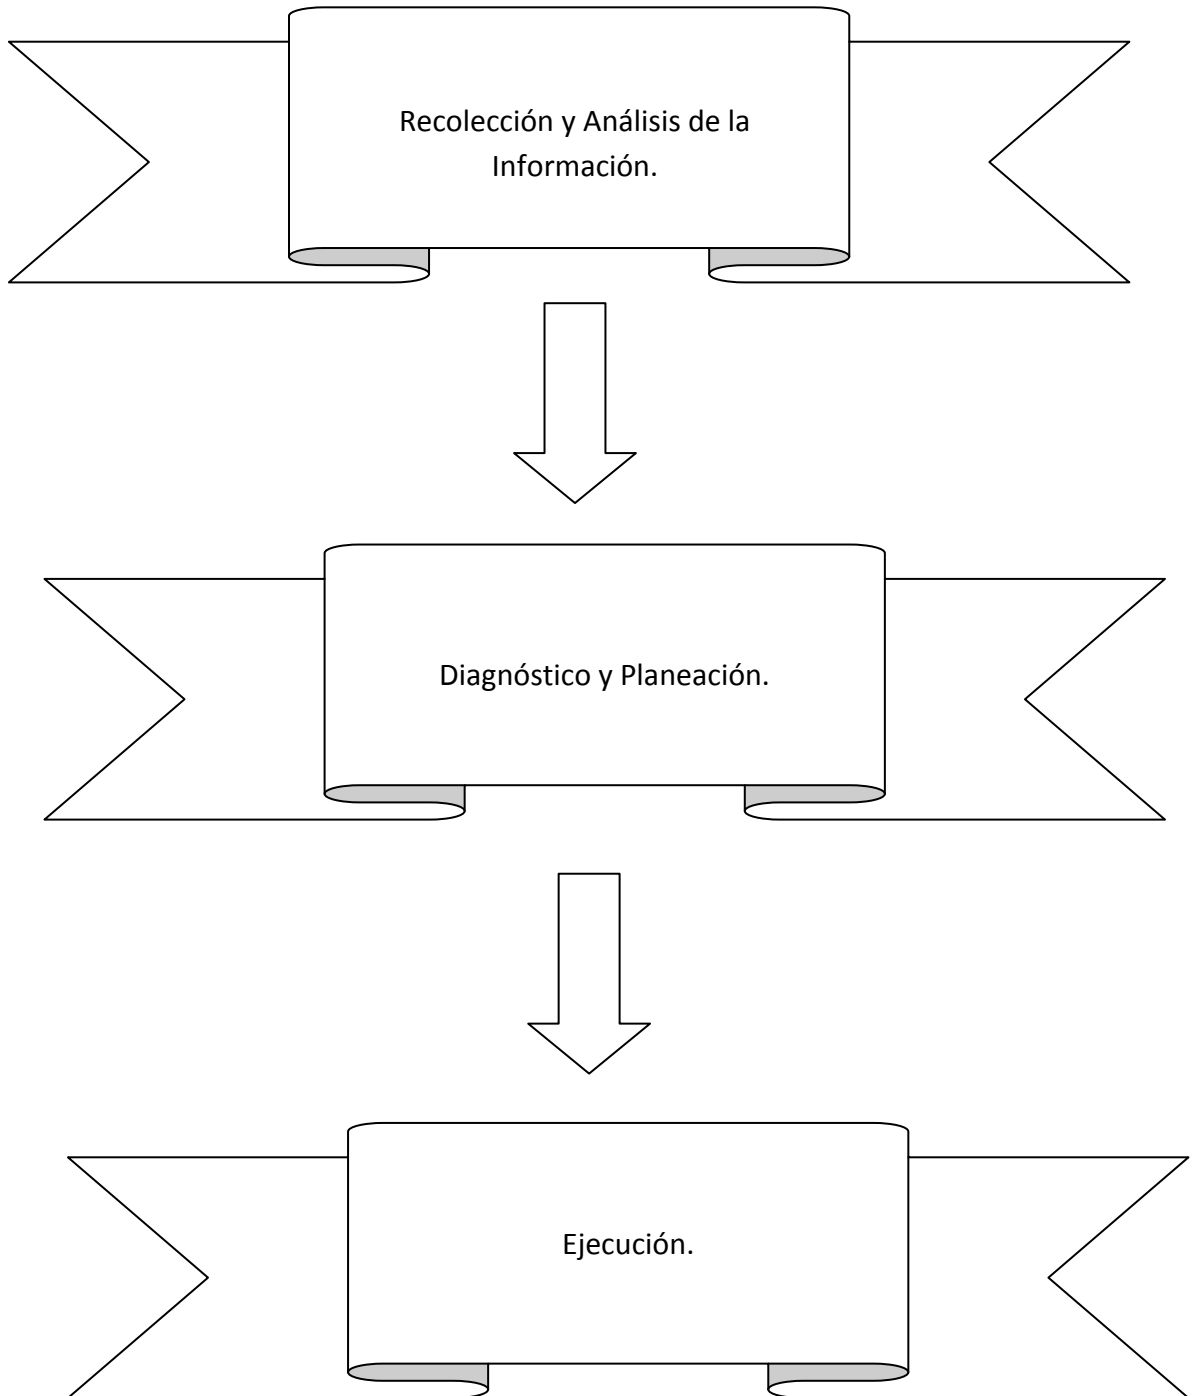 Recolección y Análisis de la
Información.
Diagnóstico y Planeación.
Ejecución.